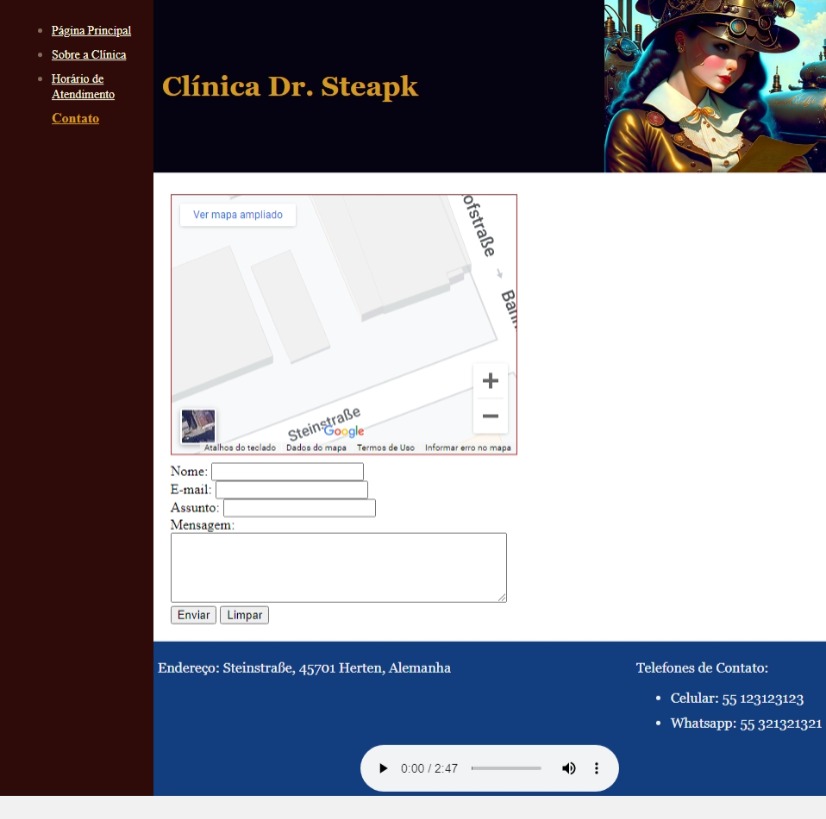 Página Principal
Sobre a Clínica
Horário de
Atendimento
Contato
Clínica Dr. Steapk
Ver mapa ampliado
ofstraße
Bahn
Steinstraße
Google
Atalhos do teclado Dados do mapa Termos de Uso Informar erro no mapa
Nome:
E-mail:
Assunto:
Mensagem:
Enviar Limpar
Endereço: Steinstraße, 45701 Herten, Alemanha
Telefones de Contato:
Celular: 55 123123123
Whatsapp: 55 321321321
0:00 / 2:47